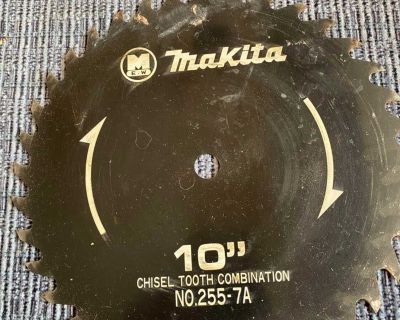 M Makita
10"
CHISEL TOOTH COMBINATION
NO.255-7A